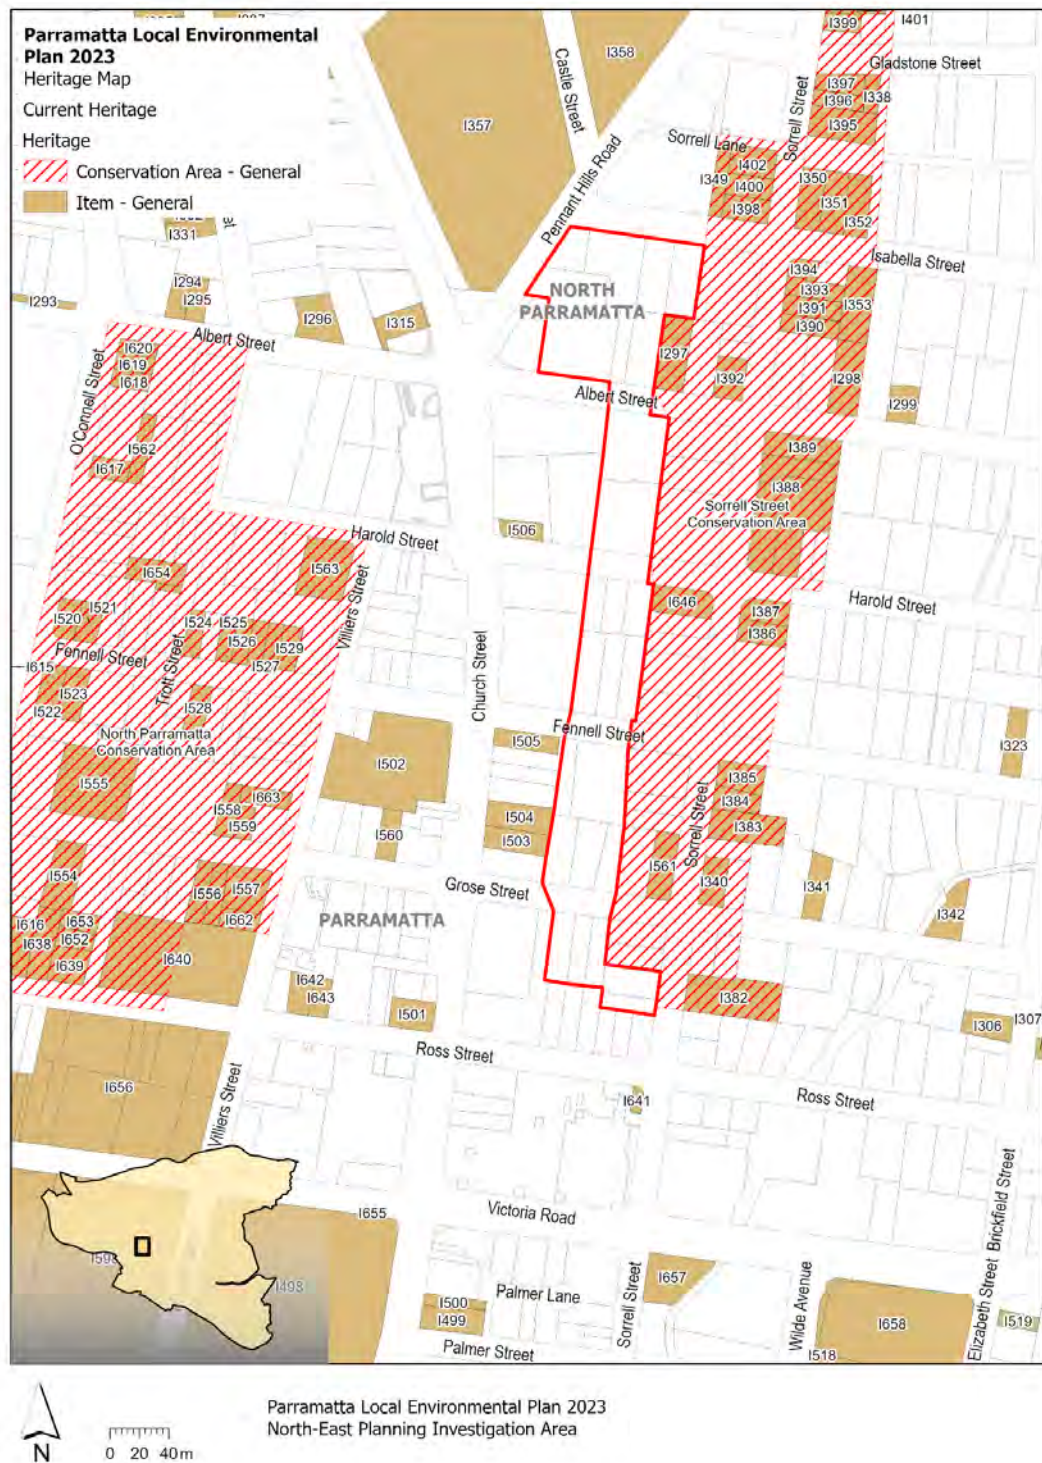 Parramatta Local Environmental
Plan 2023
Heritage Map
Current Heritage
Heritage
Conservation Area - General
Item - General
I399
I401
Gladstone Street
I358
Castle Street
I397
I396
I338
I395
I357
Sorrell Street
Sorrell Lane
I402
I349
I400
I398
I350
I351
I352
Pennant Hills Road
I331
Isabella Street
I394
I393
I353
I391
I390
I294
I295
I293
I296
I315
NORTH
PARRAMATTA
Albert Street
I297
I392
I298
I299
Albert Street
I620
I619
I618
O'Connell Street
I562
I617
I389
I388
Sorrell Street
Conservation Area
I506
Harold Street
I563
I654
Villiers Street
I646
I387
I386
Harold Street
I521
I520
I524
I525
I526
I529
I527
Fennell Street
Trott Street
I615
I523
I522
I528
Church Street
North Parramatta
Conservation Area
I505
Fennell Street
I323
I502
I555
I663
I558
I559
I560
I504
I503
I385
I384
I383
Sorrell Street
I561
I340
I341
I342
I554
I556
I557
I662
Grose Street
PARRAMATTA
I616
I653
I638
I652
I639
I640
I642
I643
I501
I382
I306
I307
Ross Street
I656
I641
Ross Street
Villiers Street
I655
Victoria Road
Brickfield Street
I498
I500
I499
Palmer Lane
Palmer Street
Sorrell Street
I657
Wilde Avenue
I518
I658
Elizabeth Street
I519
N
0 20 40 m
Parramatta Local Environmental Plan 2023
North-East Planning Investigation Area